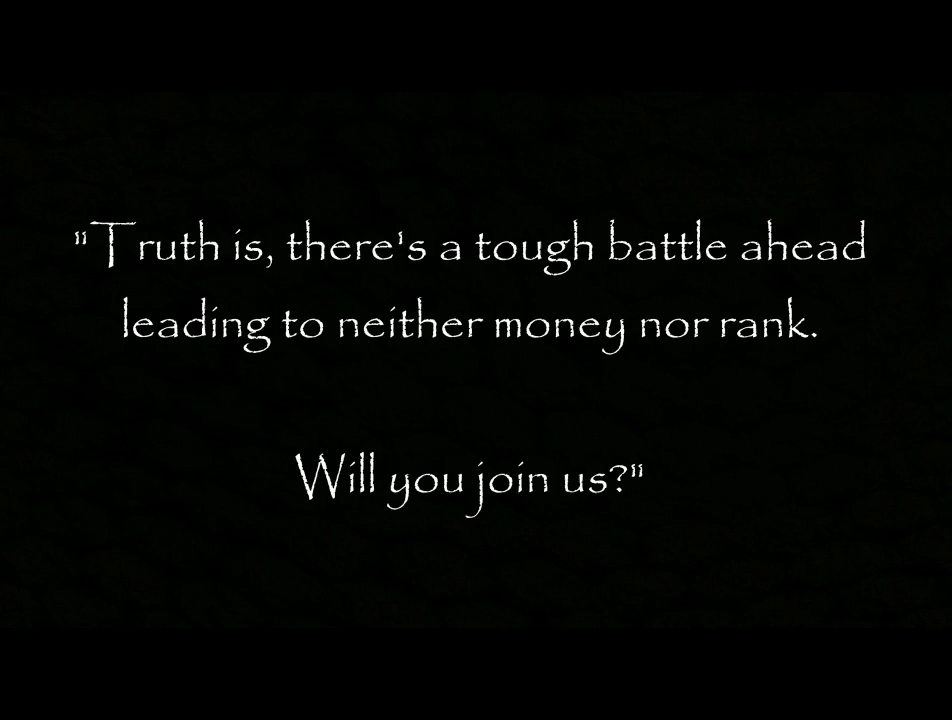 "Truth is, there's a tough battle ahead
leading to neither money nor rank.
Will you join us?"